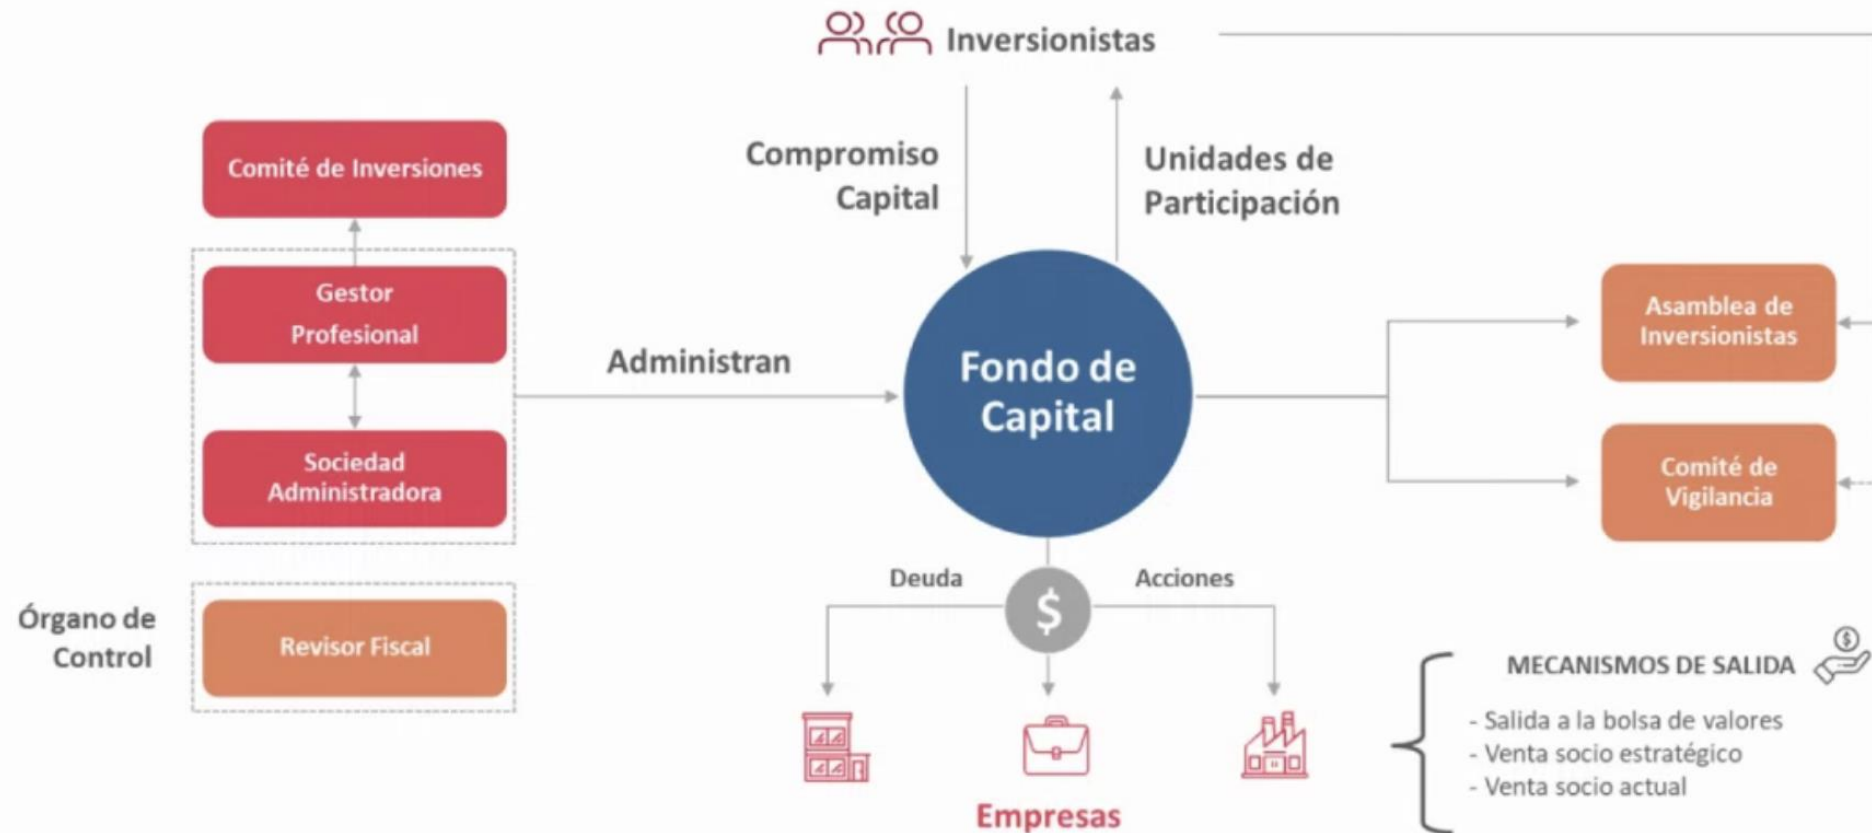 Inversionistas
Compromiso
Capital
Unidades de
Participación
Comité de Inversiones
Gestor
Profesional
Sociedad
Administradora
Administran
Fondo de
Capital
Asamblea de
Inversionistas
Comité de
Vigilancia
Órgano de
Control
Revisor Fiscal
Deuda
$
Acciones
Empresas
MECANISMOS DE SALIDA
$
- Salida a la bolsa de valores
- Venta socio estratégico
- Venta socio actual